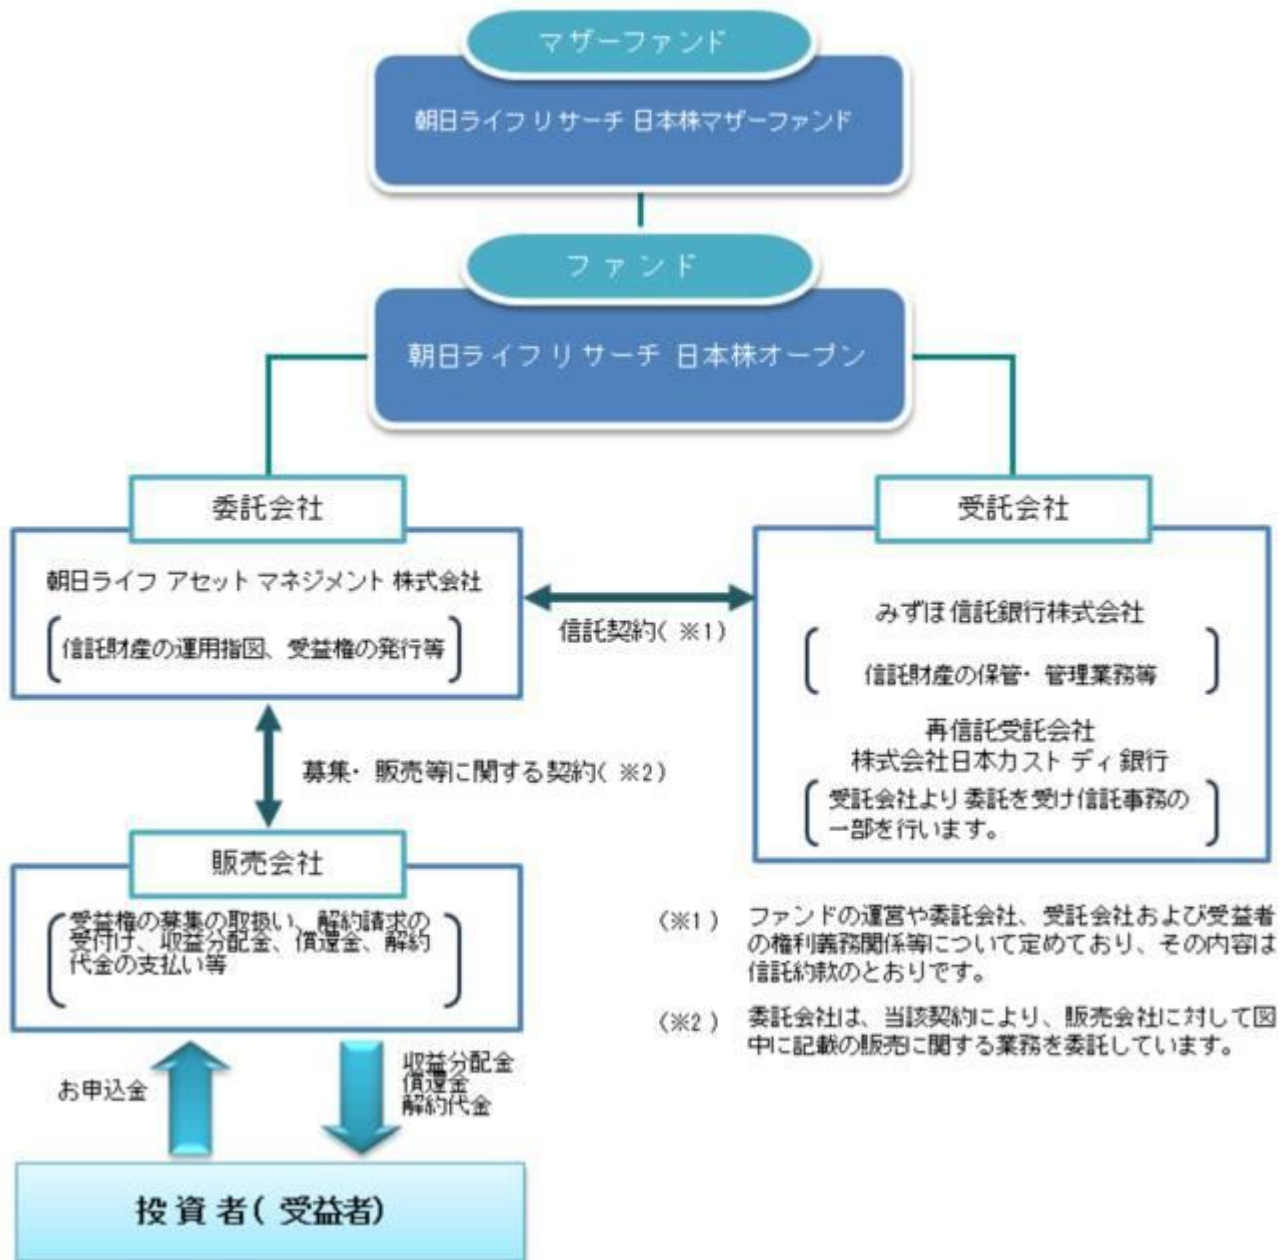 マザーファンド
朝日ライフ リサーチ 日本株マザーファンド
ファンド
朝日ライフ リサーチ 日本株オープン
委託会社
朝日ライフ アセット マネジメント 株式会社
信託財産の運用指図、受益権の発行等
信託契約( ※1)
受託会社
みずほ信託銀行株式会社
信託財産の保管・ 管理業務等
再信託受託会社
株式会社日本カストディ銀行
受託会社より委託を受け信託事務の
一部を行います。
募集・ 販売等に関する契約( ※2)
販売会社
受益権の募集の取扱い、解約請求の
受付け、収益分配金、償還金、解約
代金の支払い等
(※1 ) ファンドの運営や委託会社、受託会社および受益者
の権利義務関係等について定めており、その内容は
信託約款のとおりです。
(※2 ) 委託会社は、当該契約により、販売会社に対して図
中に記載の販売に関する業務を委託しています。
お申込金
収益分配金
償還金
解約代金
投資者( 受益者)